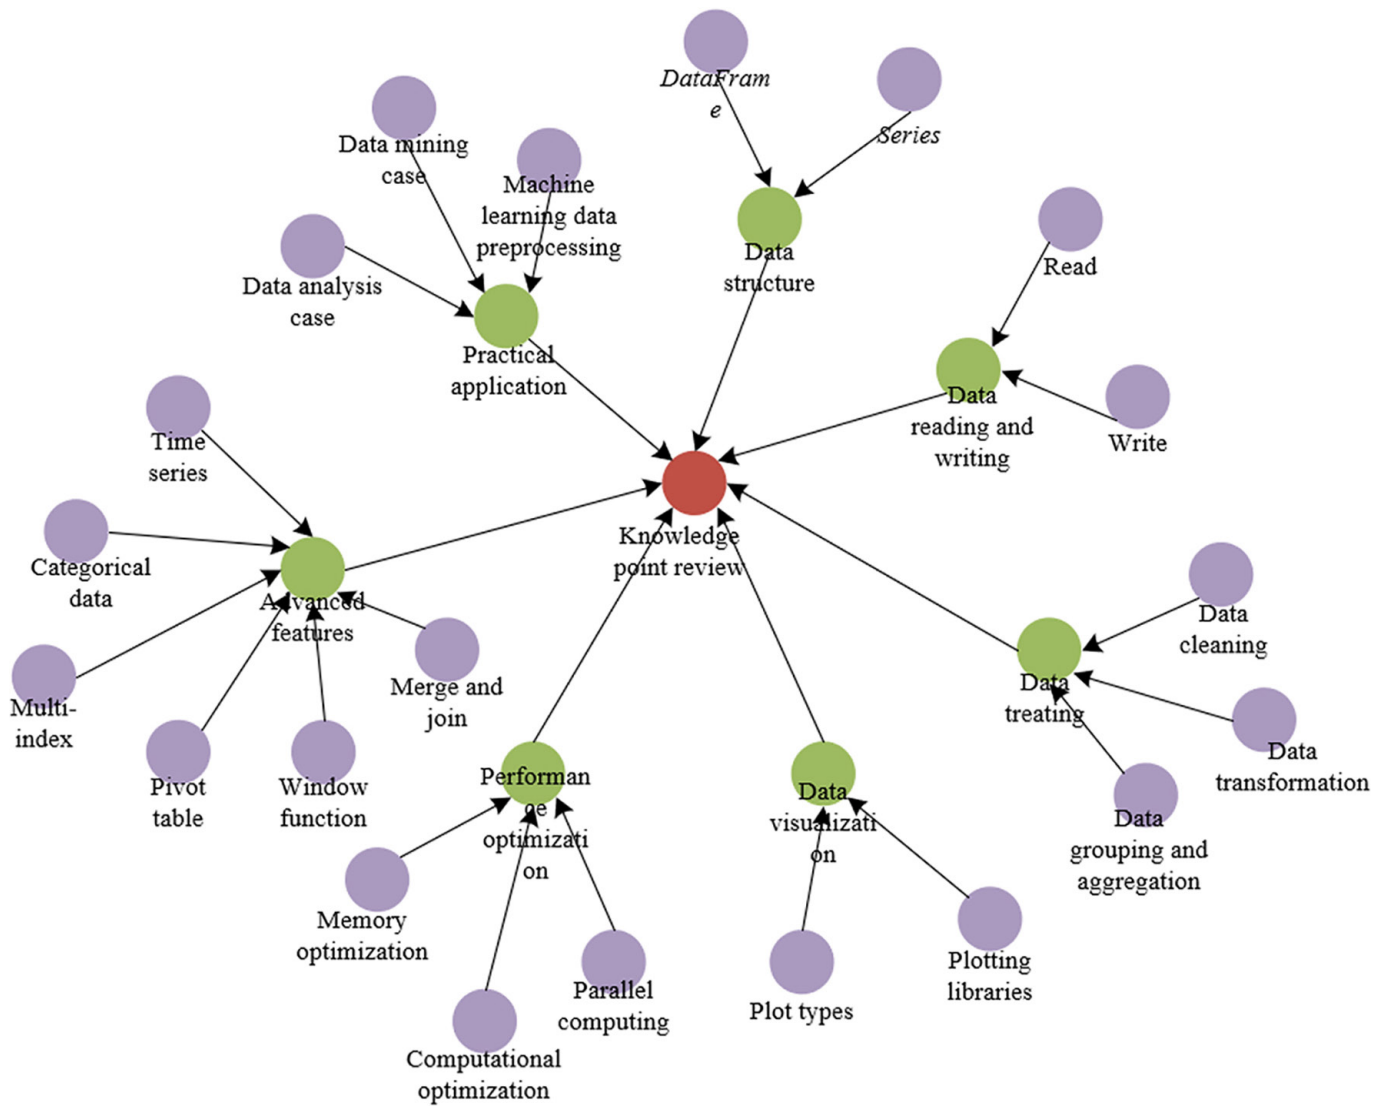 DataFram
e
Series
Data mining
case
Machine
learning data
preprocessing
Data analysis
case
Practical
application
Data
structure
Read
Data
reading and
writing
Write
Time
series
Categorical
data
Multi-
index
Advanced
features
Pivot
table
Window
function
Merge and
join
Knowledge
point review
Data
cleaning
Data
treating
Data
transformation
Data
grouping and
aggregation
Performan
ce
optimizati
on
Memory
optimization
Computational
optimization
Parallel
computing
Data
visualizati
on
Plot types
Plotting
libraries